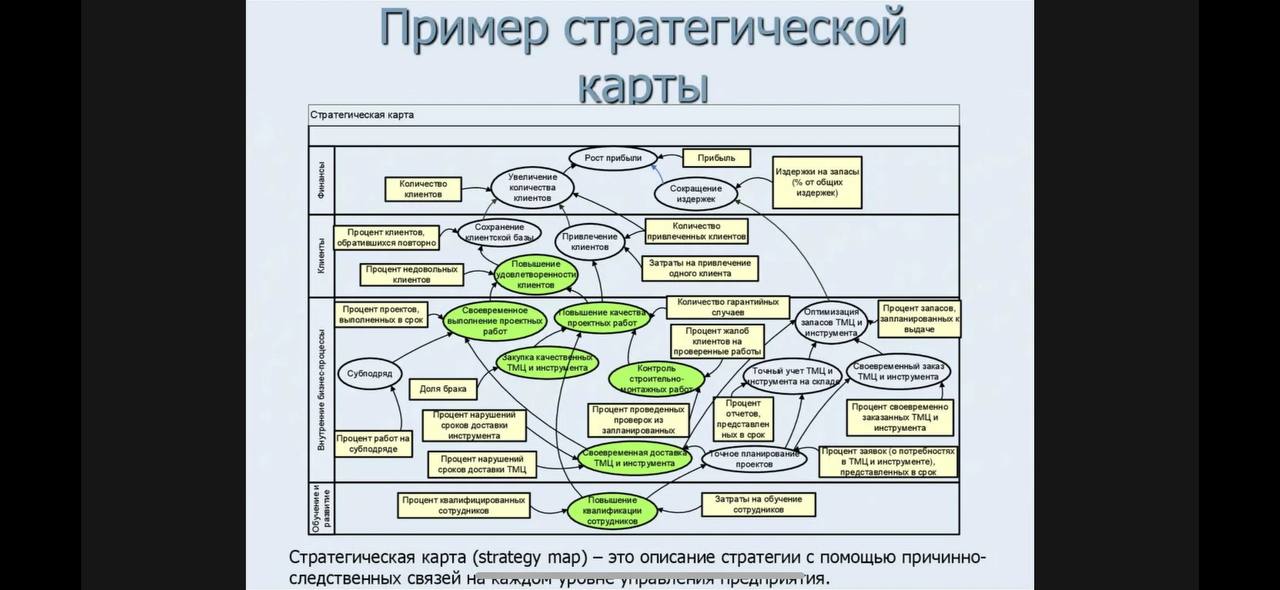 Пример стратегической
карты
Стратегическая карта
Финансы
Рост прибыли
Прибыль
Количество
клиентов
Увеличение
количества
клиентов
Сокращение
издержек
Издержки на запасы
(% от общих
издержек)
Клиенты
Процент клиентов,
обратившихся повторно
Сохранение
клиентской базы
Привлечение
клиентов
Количество
привлеченных клиентов
Процент недовольных
клиентов
Повышение
удовлетворенности
клиентов
Затраты на привлечение
одного клиента
Внутренние бизнес-процессы
Процент проектов,
выполненных в срок
Своевременное
выполнение проектных
работ
Повышение качества
проектных работ
Количество гарантийных
случаев
Оптимизация
запасов ТМЦ и
инструмента
Процент запасов,
запланированных к
выдаче
Процент жалоб
клиентов на
проверенные работы
Субподряд
Закупка качественных
ТМЦ и инструмента
Контроль
строительно-
монтажных работ
Точный учет ТМЦ и
инструмента на складе
Своевременный заказ
ТМЦ и инструмента
Доля брака
Процент нарушений
сроков доставки
инструмента
Процент проведенных
проверок из
запланированных
Процент
отчетов,
представлен
ных в срок
Процент своевременно
заказанных ТМЦ и
инструмента
Процент работ на
субподряде
Процент нарушений
сроков доставки ТМЦ
Своевременная доставка
ТМЦ и инструмента
Точное планирование
проектов
Процент заявок (о потребностях
в ТМЦ и инструменте),
представленных в срок
Обучение и
развитие
Процент квалифицированных
сотрудников
Повышение
квалификации
сотрудников
Затраты на обучение
сотрудников
Стратегическая карта (strategy map) – это описание стратегии с помощью причинно-
следственных связей на каждом уровне управления предприятия.